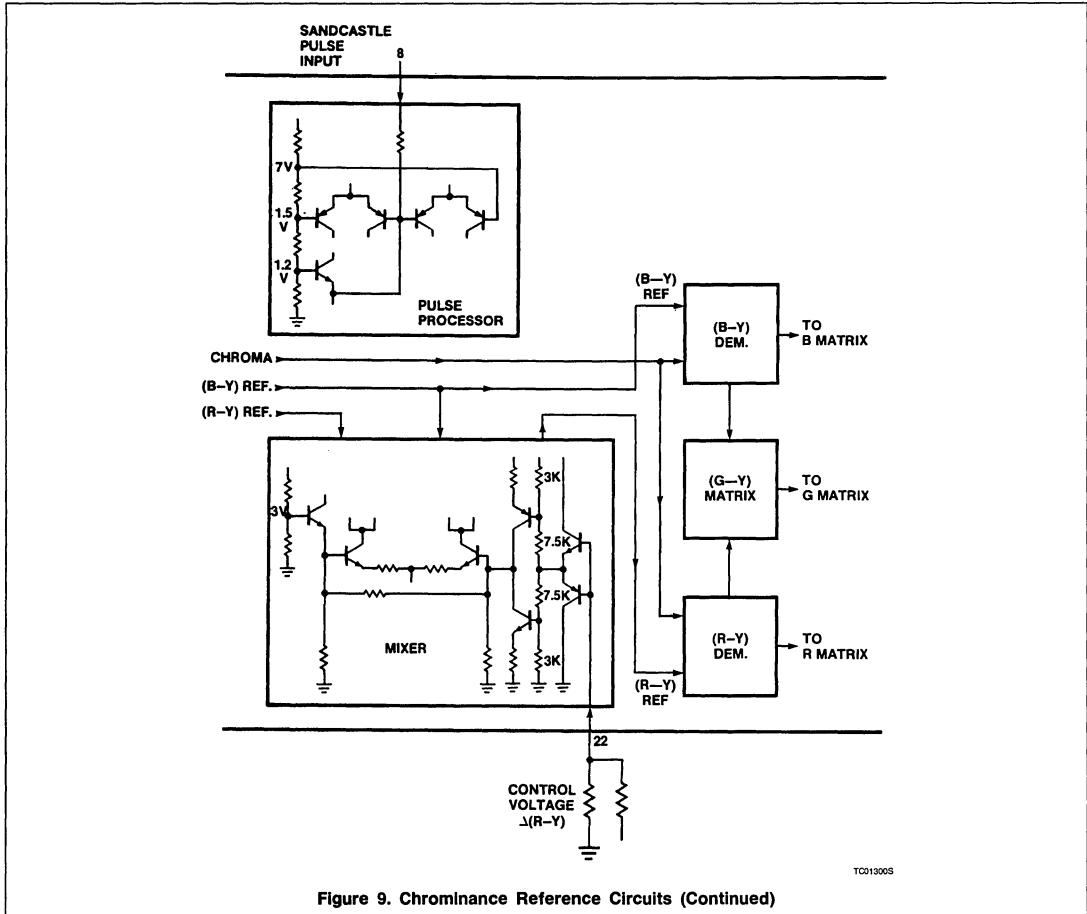 SANDCASTLE
PULSE
INPUT
8
7V
1.5
V
1.2
V
PULSE
PROCESSOR
(B—Y)
REF
(B–Y)
DEM.
TO
B MATRIX
CHROMA
(B–Y) REF.
(R–Y) REF.
(G—Y)
MATRIX
TO
G MATRIX
3V
3K
7.5K
7.5K
3K
MIXER
(R–Y)
DEM.
TO
R MATRIX
(R—Y)
REF
22
CONTROL
VOLTAGE
△(R–Y)
TC01300S
Figure 9. Chrominance Reference Circuits (Continued)